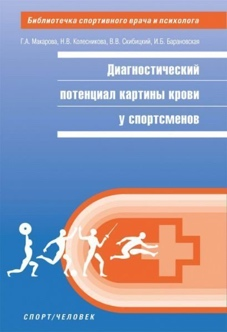 Библиотечка спортивного врача и психолога
Г.А. Макарова, Н.В. Колесникова, В.В. Скибицкий, И.Б. Барановская
Диагностический
потенциал картины крови
у спортсменов
СПОРТ/ЧЕЛОВЕК